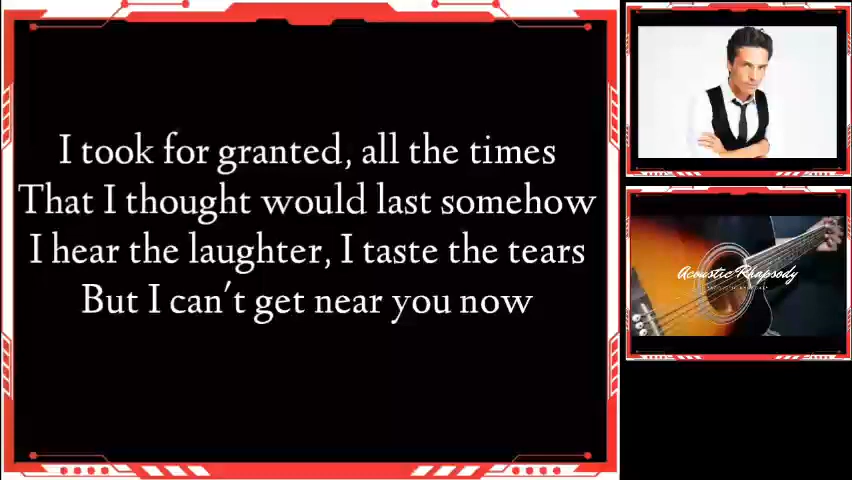 I took for granted, all the times
That I thought would last somehow
I hear the laughter, I taste the tears
But I can't get near you now
Acoustic Rhapsody